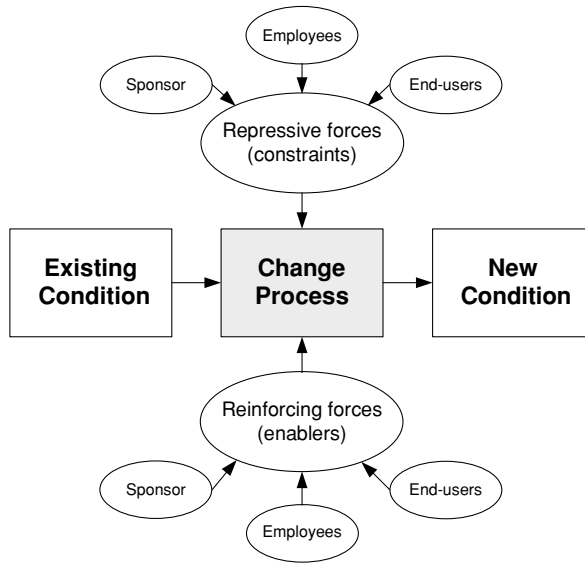 Employees
Sponsor
End-users
Repressive forces
(constraints)
Existing
Condition
Change
Process
New
Condition
Reinforcing forces
(enablers)
Sponsor
End-users
Employees